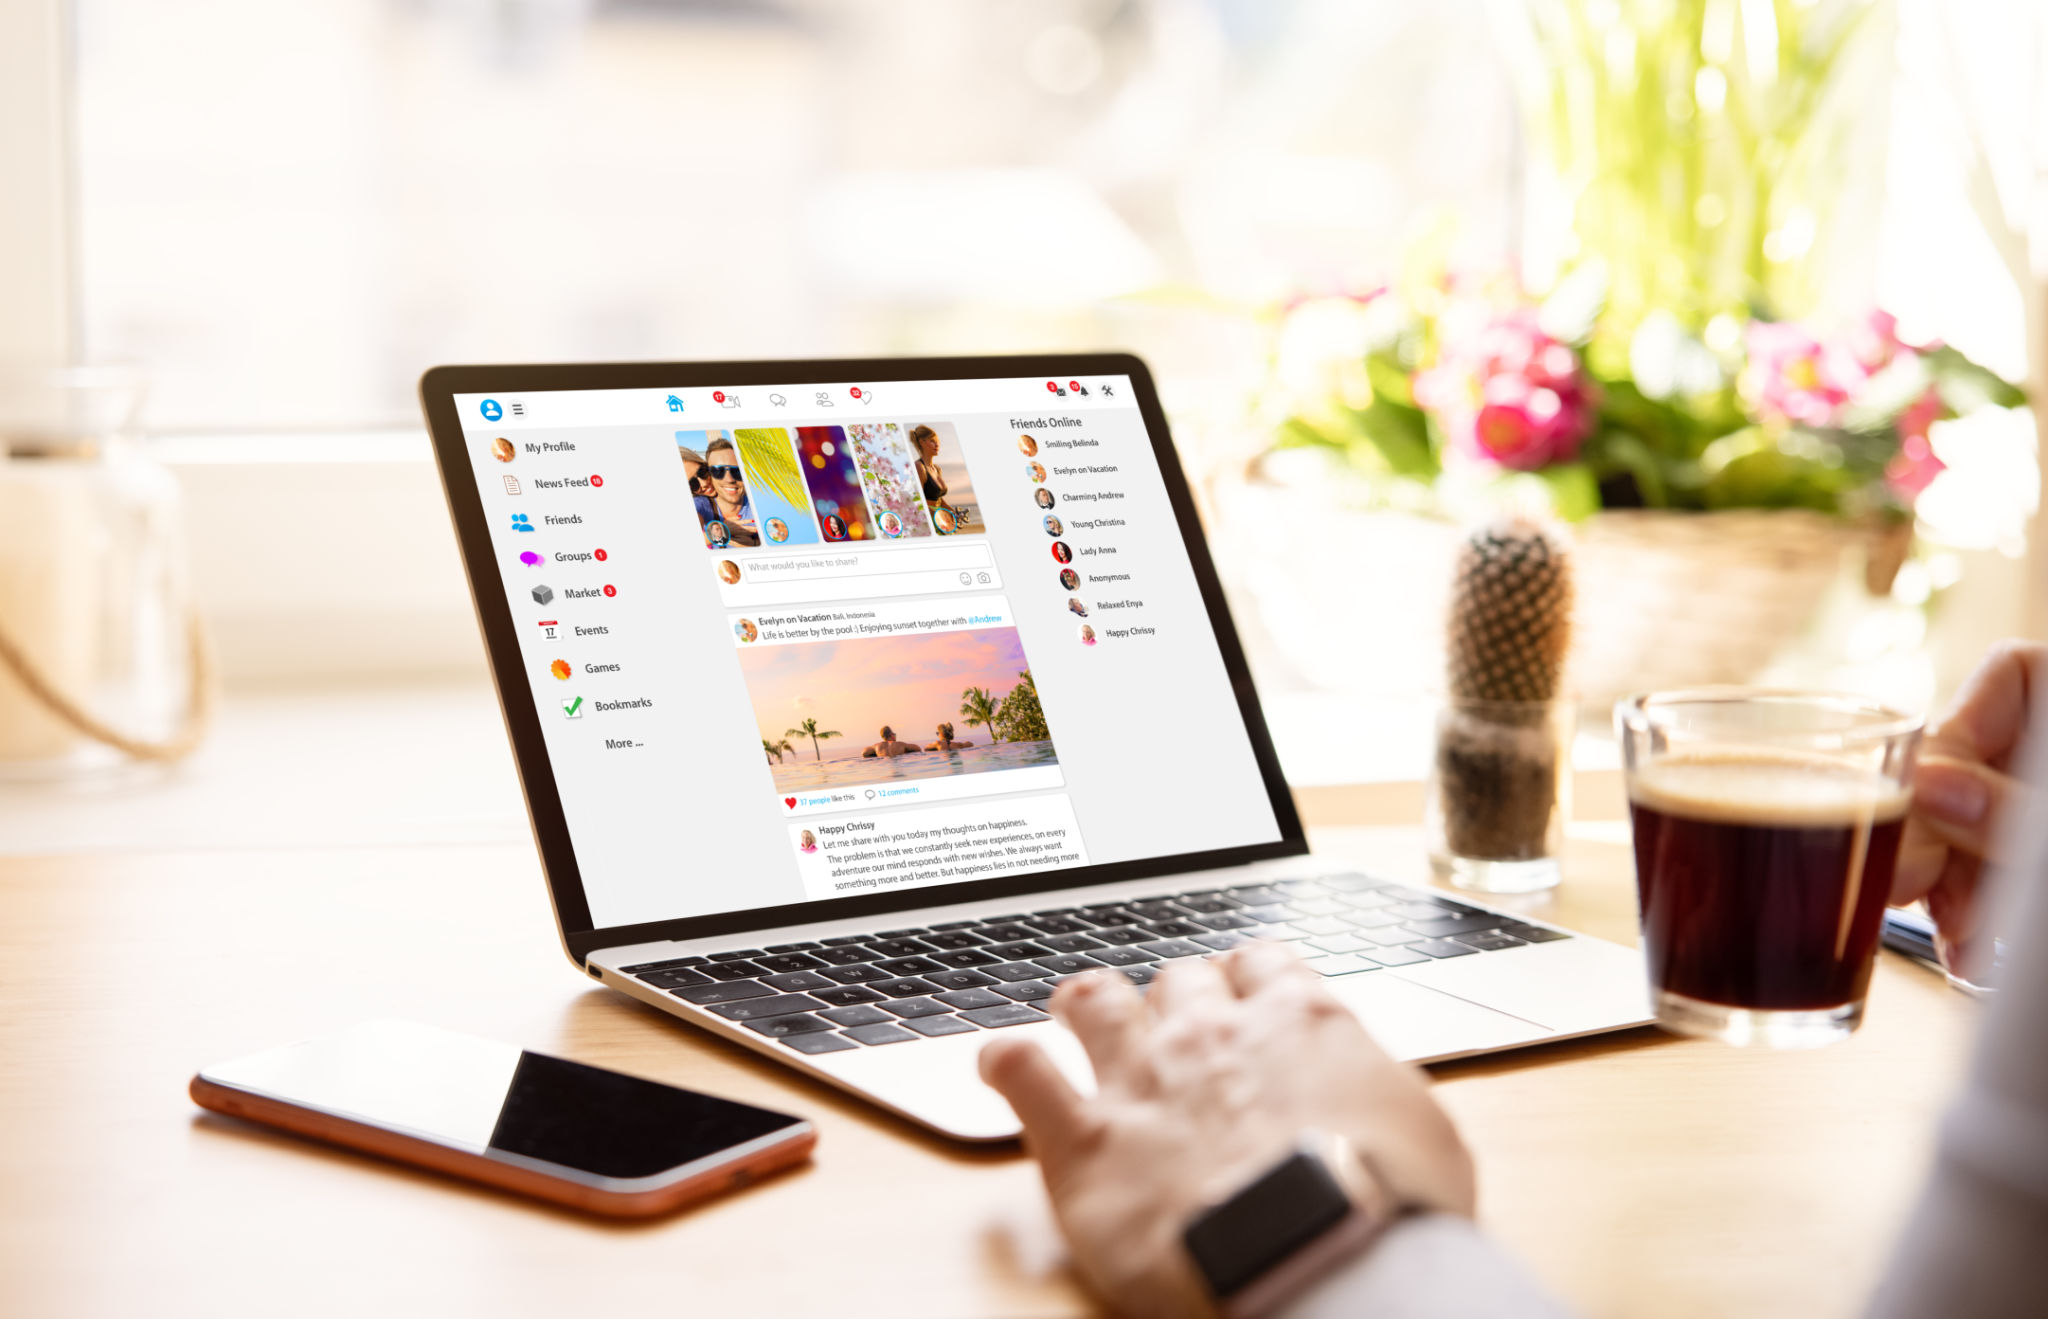 17
32
3
15
My Profile
News Feed 18
Friends
Groups 1
Market 3
17
Events
Games
Bookmarks
More ...
What would you like to share?
Evelyn on Vacation Bali, Indonesia
Life is better by the pool :) Enjoying sunset together with @Andrew
37 people like this 12 comments
Happy Chrissy
Let me share with you today my thoughts on happiness.
The problem is that we constantly seek new experiences, on every
adventure our mind responds with new wishes. We always want
something more and better. But happiness lies in not needing more
Friends Online
Smiling Belinda
Evelyn on Vacation
Charming Andrew
Young Christina
Lady Anna
Anonymous
Relaxed Enya
Happy Chrissy